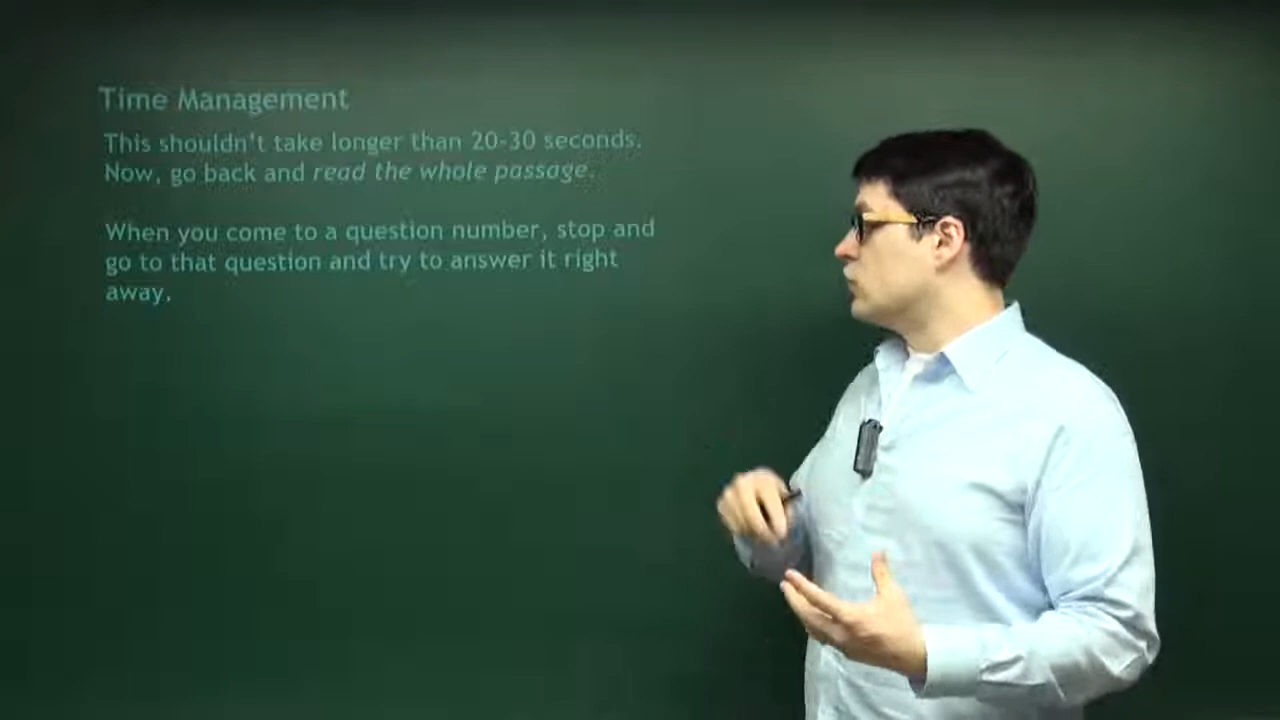 Time Management
This shouldn't take longer than 20-30 seconds.
Now, go back and read the whole passage.
When you come to a question number, stop and
go to that question and try to answer it right
away.